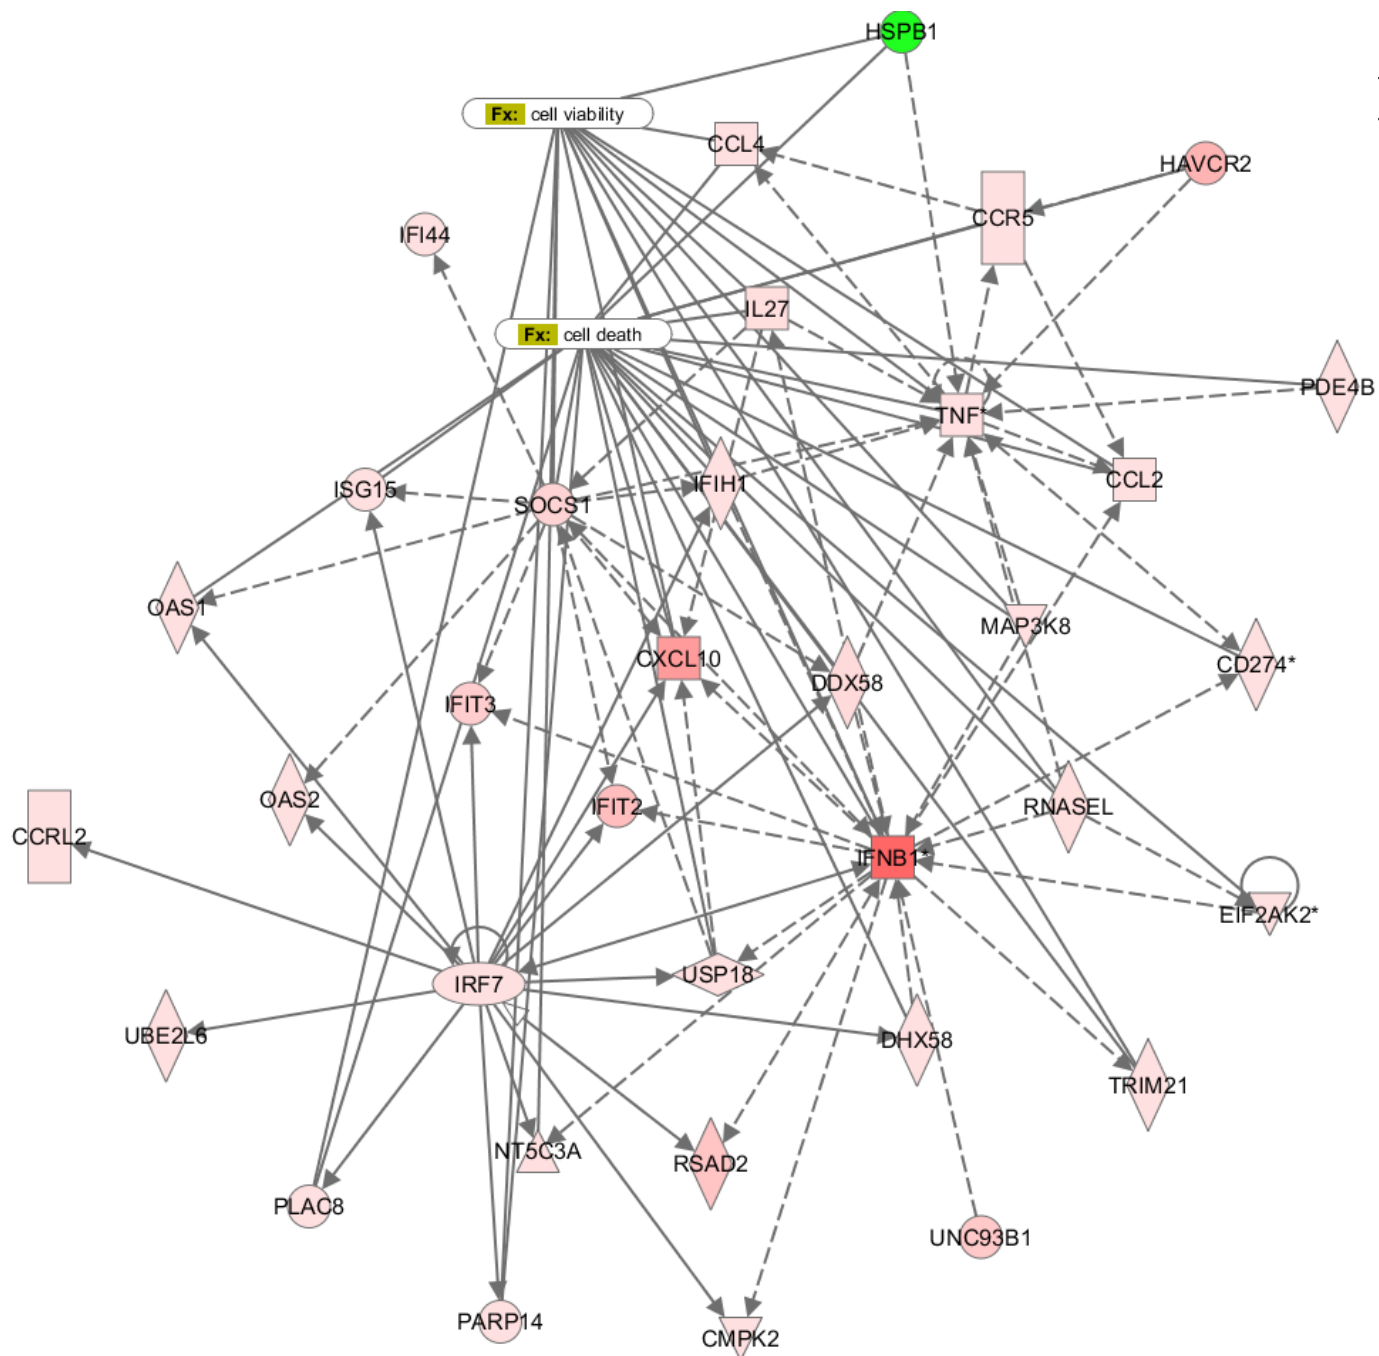 HSPB1
Fx: cell viability
CCL4
HAVCR2
CCR5
IFI44
IL27
Fx: cell death
PDE4B
TNF*
CCL2
IFIH1
ISG15
SOCS1
OAS1
MAP3K8
CXCL10
CD274*
DDX58
IFIT3
OAS2
IFIT2
RNASEL
CCRL2
IFNB1*
EIF2AK2*
USP18
IRF7
UBE2L6
DHX58
TRIM21
NT5C3A
RSAD2
PLAC8
UNC93B1
PARP14
CMPK2